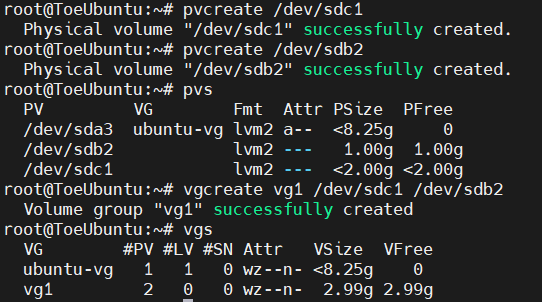 root@ToeUbuntu:~# pvcreate /dev/sdc1
  Physical volume "/dev/sdc1" successfully created.
root@ToeUbuntu:~# pvcreate /dev/sdb2
  Physical volume "/dev/sdb2" successfully created.
root@ToeUbuntu:~# pvs
  PV         VG        Fmt  Attr PSize  PFree
  /dev/sda3  ubuntu-vg lvm2 a--  <8.25g     0
  /dev/sdb2            lvm2 ---   1.00g  1.00g
  /dev/sdc1            lvm2 ---  <2.00g <2.00g
root@ToeUbuntu:~# vgcreate vg1 /dev/sdc1 /dev/sdb2
  Volume group "vg1" successfully created
root@ToeUbuntu:~# vgs
  VG        #PV #LV #SN Attr   VSize  VFree
  ubuntu-vg   1   1   0 wz--n- <8.25g    0
  vg1         2   0   0 wz--n-  2.99g 2.99g